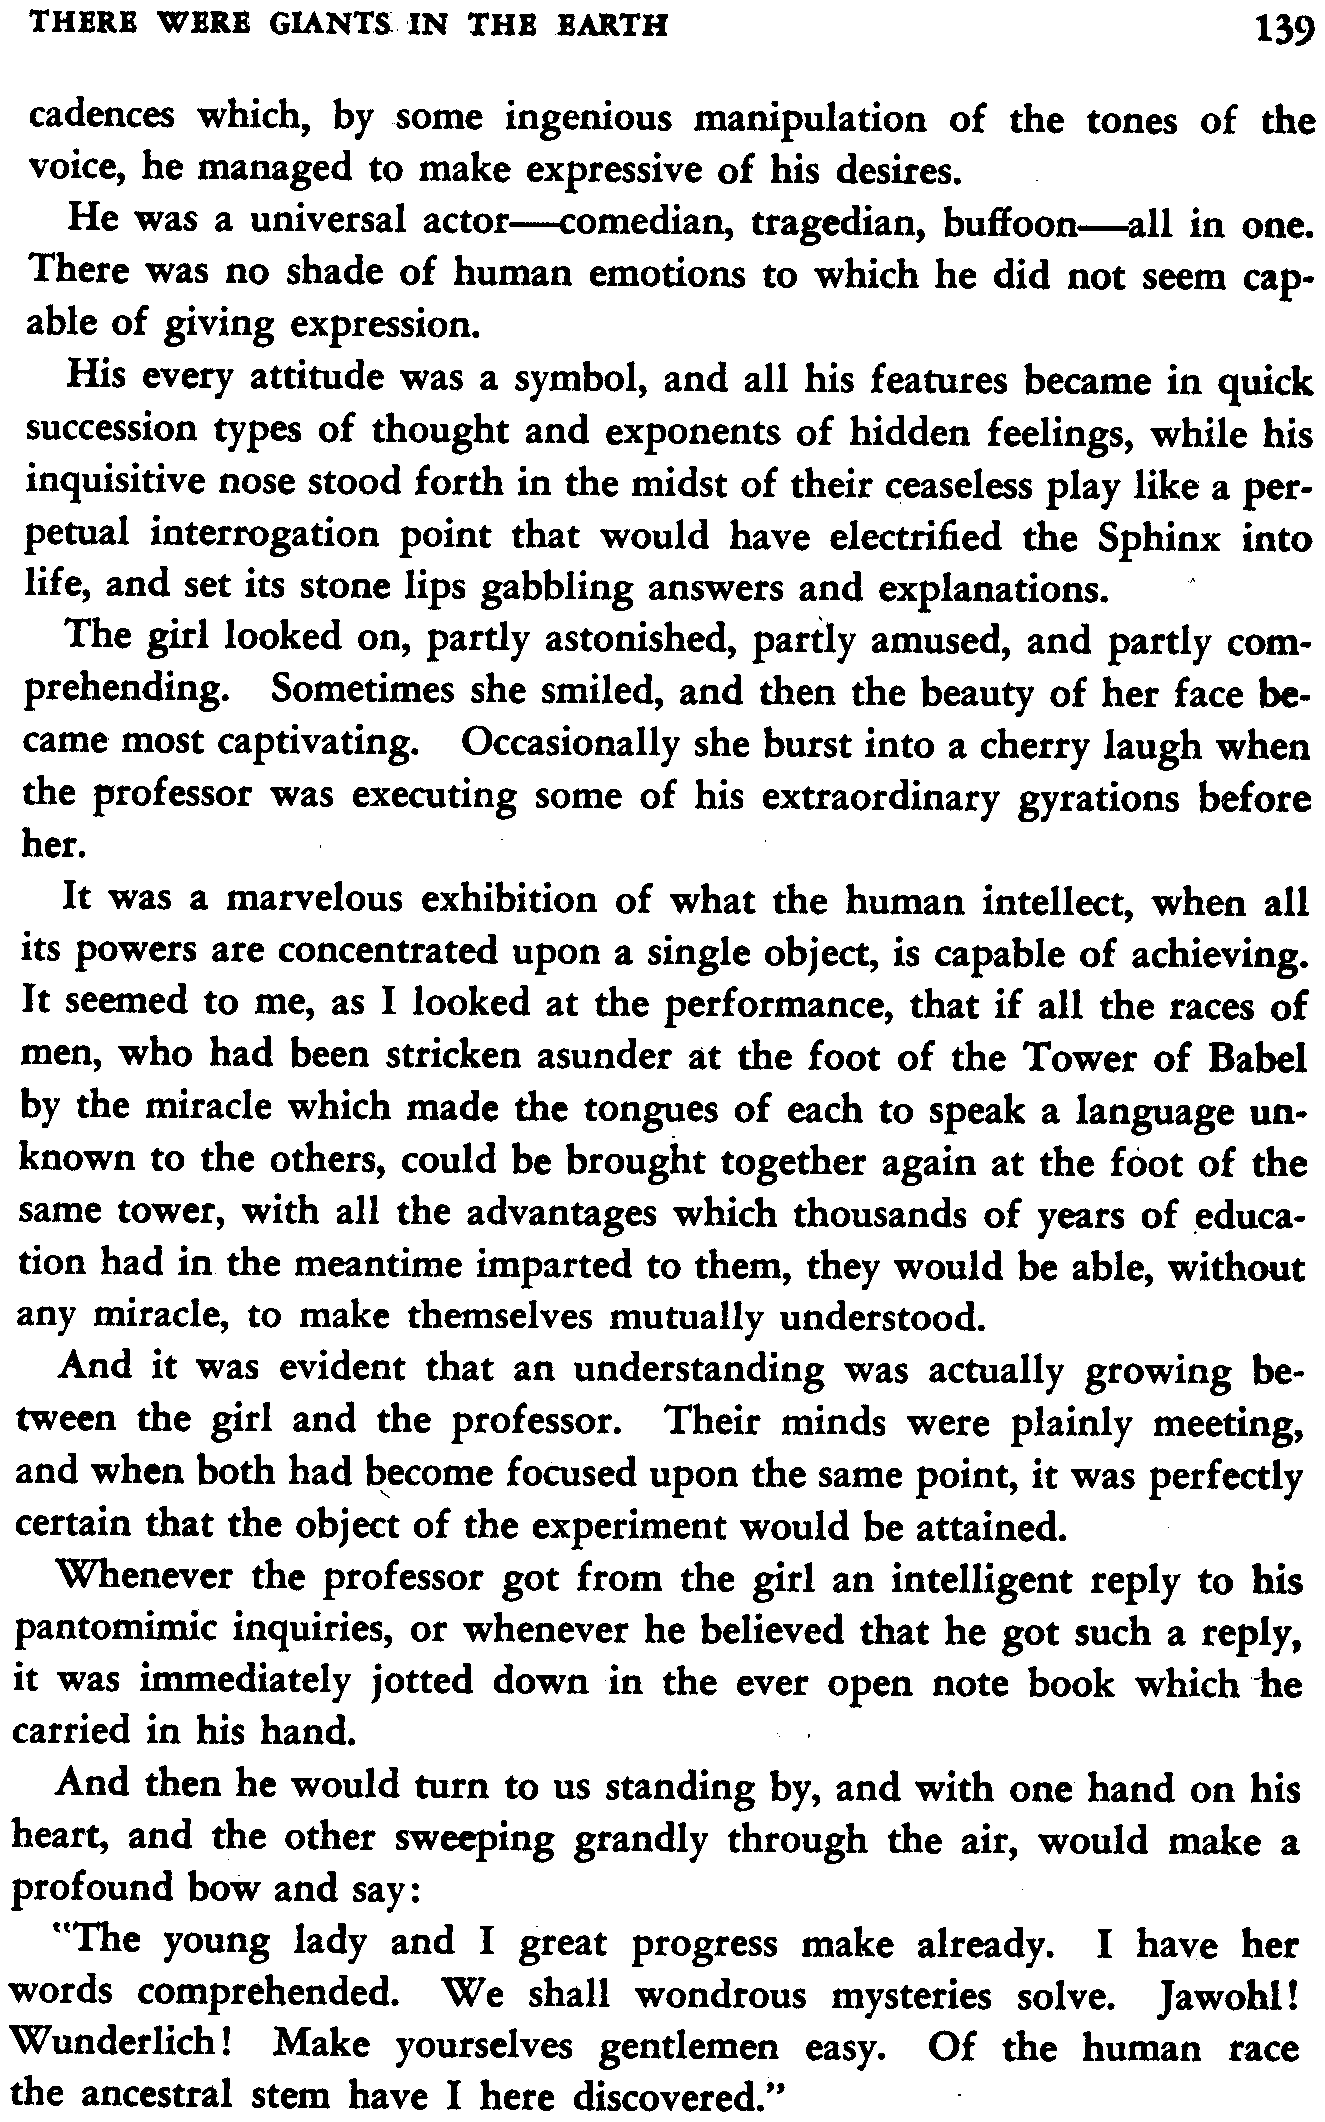 THERE WERE GIANTS IN THE EARTH 139
cadences which, by some ingenious manipulation of the tones of the
voice, he managed to make expressive of his desires.
He was a universal actor—comedian, tragedian, buffoon—all in one.
There was no shade of human emotions to which he did not seem cap-
able of giving expression.
His every attitude was a symbol, and all his features became in quick
succession types of thought and exponents of hidden feelings, while his
inquisitive nose stood forth in the midst of their ceaseless play like a per-
petual interrogation point that would have electrified the Sphinx into
life, and set its stone lips gabbling answers and explanations.
The girl looked on, partly astonished, partly amused, and partly com-
prehending. Sometimes she smiled, and then the beauty of her face be-
came most captivating. Occasionally she burst into a cherry laugh when
the professor was executing some of his extraordinary gyrations before
her.
It was a marvelous exhibition of what the human intellect, when all
its powers are concentrated upon a single object, is capable of achieving.
It seemed to me, as I looked at the performance, that if all the races of
men, who had been stricken asunder at the foot of the Tower of Babel
by the miracle which made the tongues of each to speak a language un-
known to the others, could be brought together again at the foot of the
same tower, with all the advantages which thousands of years of educa-
tion had in the meantime imparted to them, they would be able, without
any miracle, to make themselves mutually understood.
And it was evident that an understanding was actually growing be-
tween the girl and the professor. Their minds were plainly meeting,
and when both had become focused upon the same point, it was perfectly
certain that the object of the experiment would be attained.
Whenever the professor got from the girl an intelligent reply to his
pantomimic inquiries, or whenever he believed that he got such a reply,
it was immediately jotted down in the ever open note book which he
carried in his hand.
And then he would turn to us standing by, and with one hand on his
heart, and the other sweeping grandly through the air, would make a
profound bow and say:
"The young lady and I great progress make already. I have her
words comprehended. We shall wondrous mysteries solve. Jawohl!
Wunderlich! Make yourselves gentlemen easy. Of the human race
the ancestral stem have I here discovered."